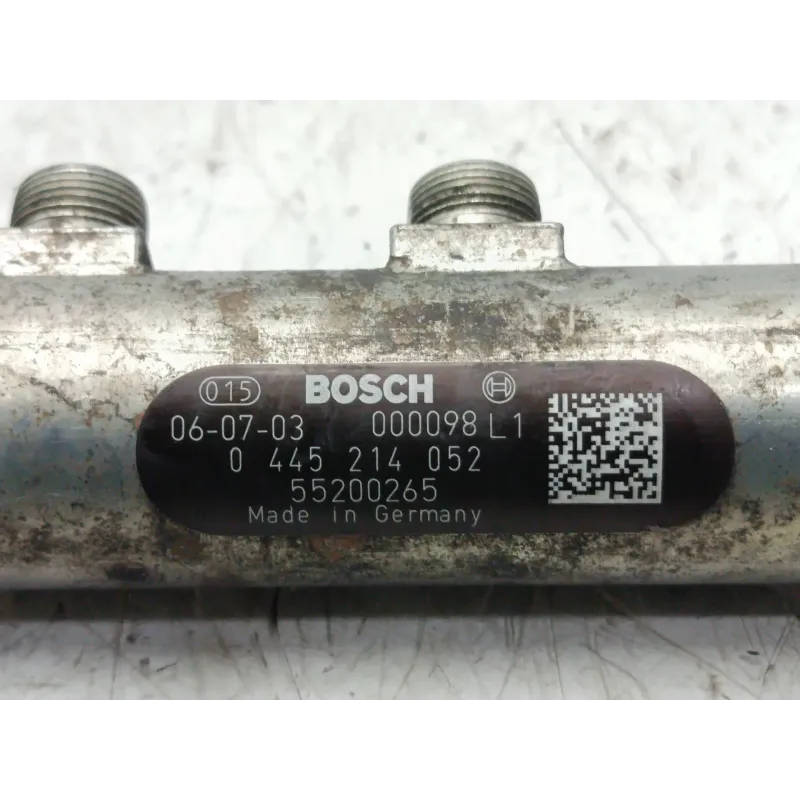 015 BOSCH
06-07-03 000098 L1
0 445 214 052
55200265
Made in Germany